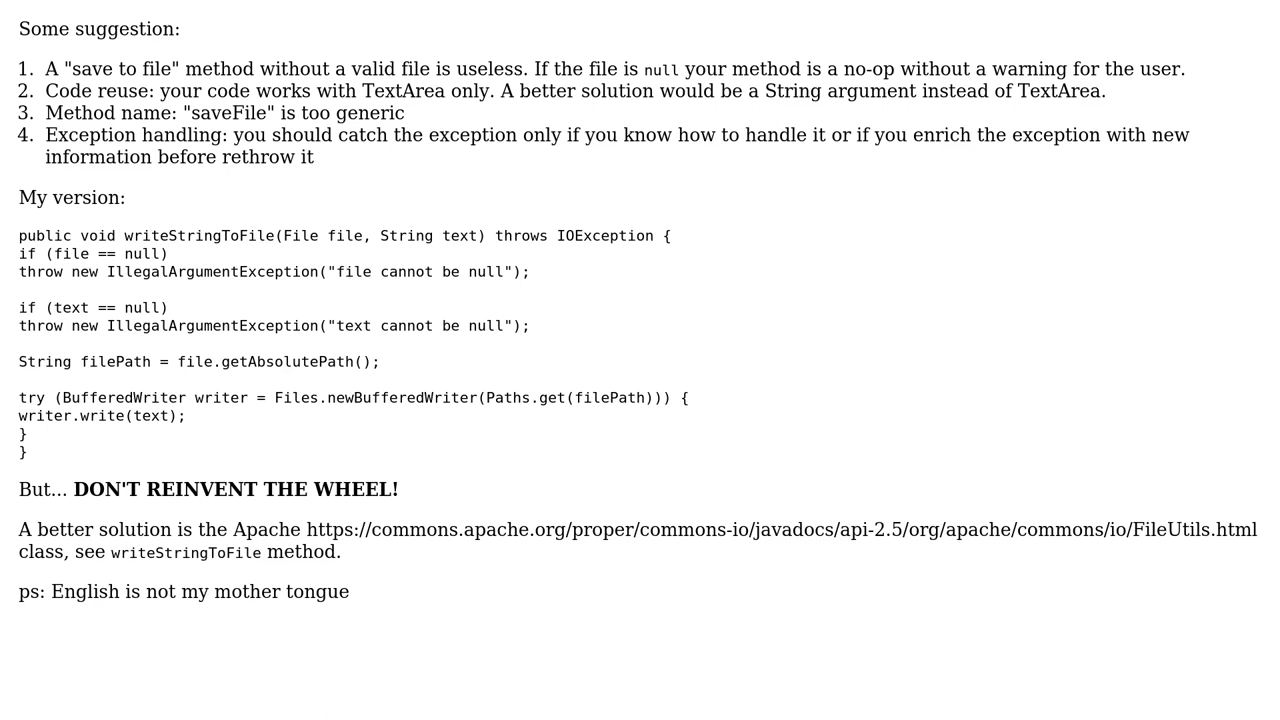 Some suggestion:
1. A "save to file" method without a valid file is useless. If the file is null your method is a no-op without a warning for the user.
2. Code reuse: your code works with TextArea only. A better solution would be a String argument instead of TextArea.
3. Method name: "saveFile" is too generic
4. Exception handling: you should catch the exception only if you know how to handle it or if you enrich the exception with new
information before rethrow it
My version:
public void writeStringToFile(File file, String text) throws IOException {
if (file == null)
throw new IllegalArgumentException("file cannot be null");
if (text == null)
throw new IllegalArgumentException("text cannot be null");
String filePath = file.getAbsolutePath();
try (BufferedWriter writer = Files.newBufferedWriter(Paths.get(filePath))) {
writer.write(text);
}
}
But... DON'T REINVENT THE WHEEL!
A better solution is the Apache https://commons.apache.org/proper/commons-io/javadocs/api-2.5/org/apache/commons/io/FileUtils.html
class, see writeStringToFile method.
ps: English is not my mother tongue